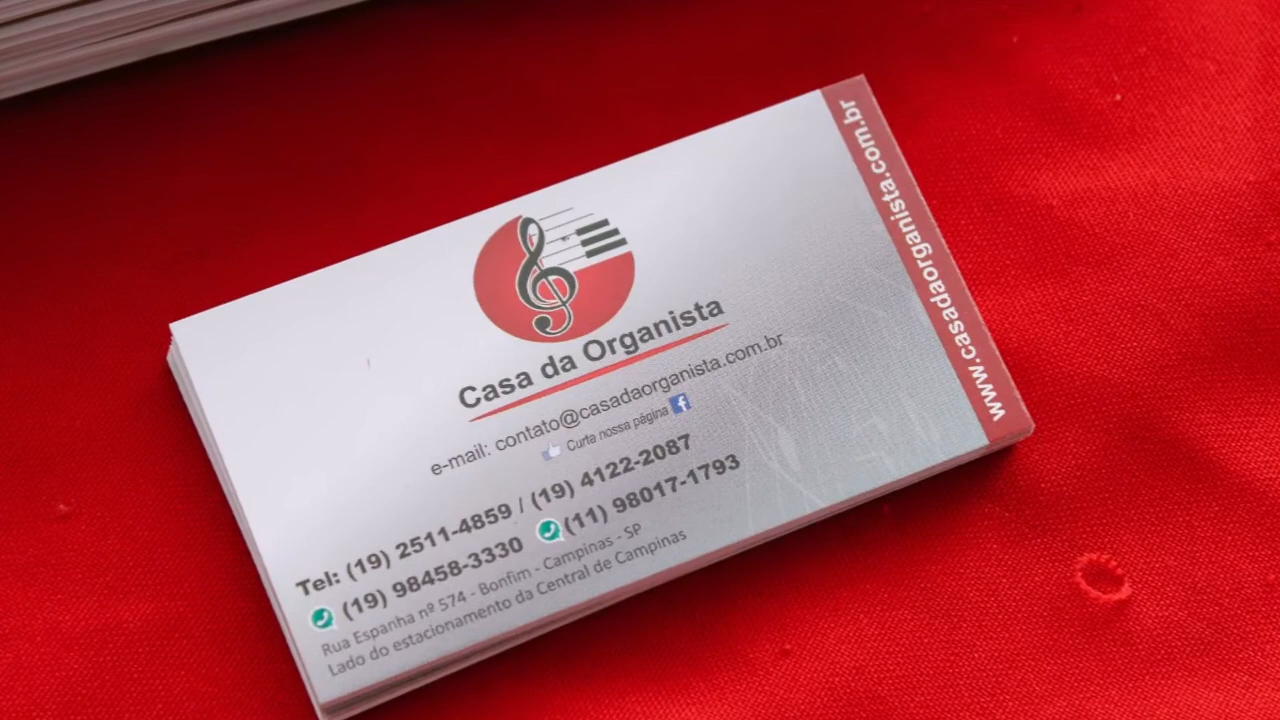 Casa da Organista
e-mail: contato@casadaorganista.com.br
Curta nossa página f
Tel: (19) 2511-4859 / (19) 4122-2087
(19) 98458-3330 (11) 98017-1793
Rua Espanha nº 574 - Bonfim - Campinas - SP
Lado do estacionamento da Central de Campinas
www.casadaorganista.com.br